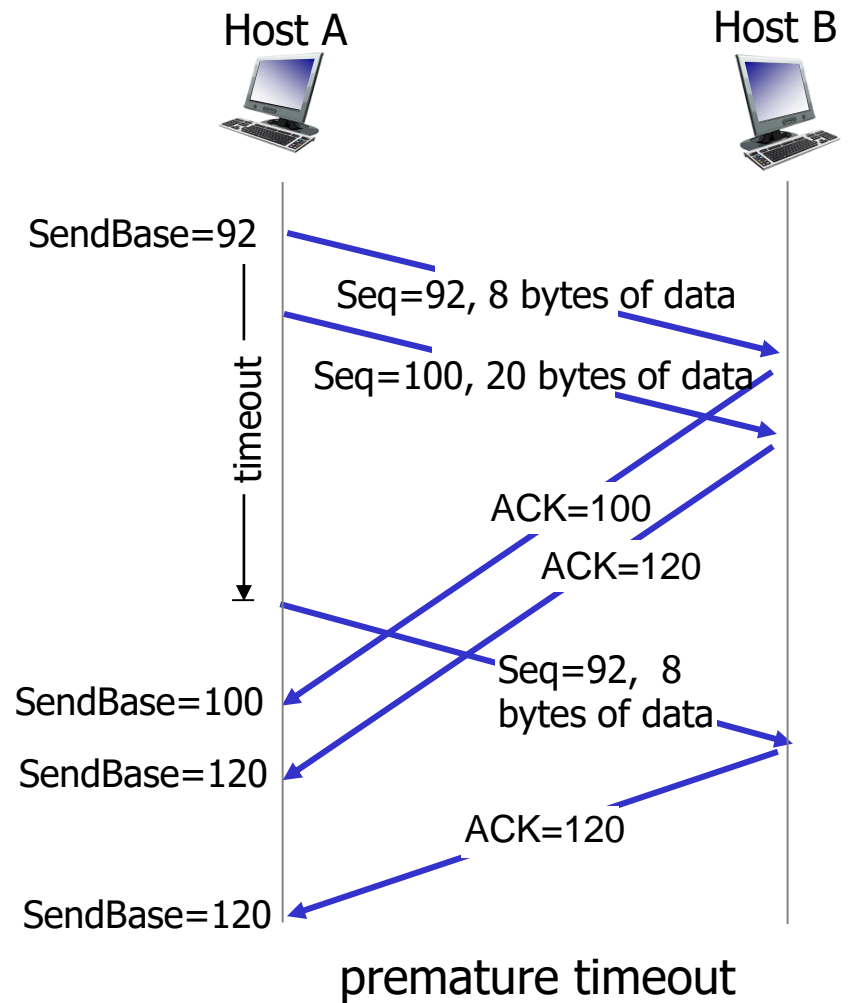 Host A
Host B
SendBase=92
Seq=92, 8 bytes of data
Seq=100, 20 bytes of data
timeout
ACK=100
ACK=120
Seq=92, 8
bytes of data
SendBase=100
SendBase=120
ACK=120
SendBase=120
premature timeout